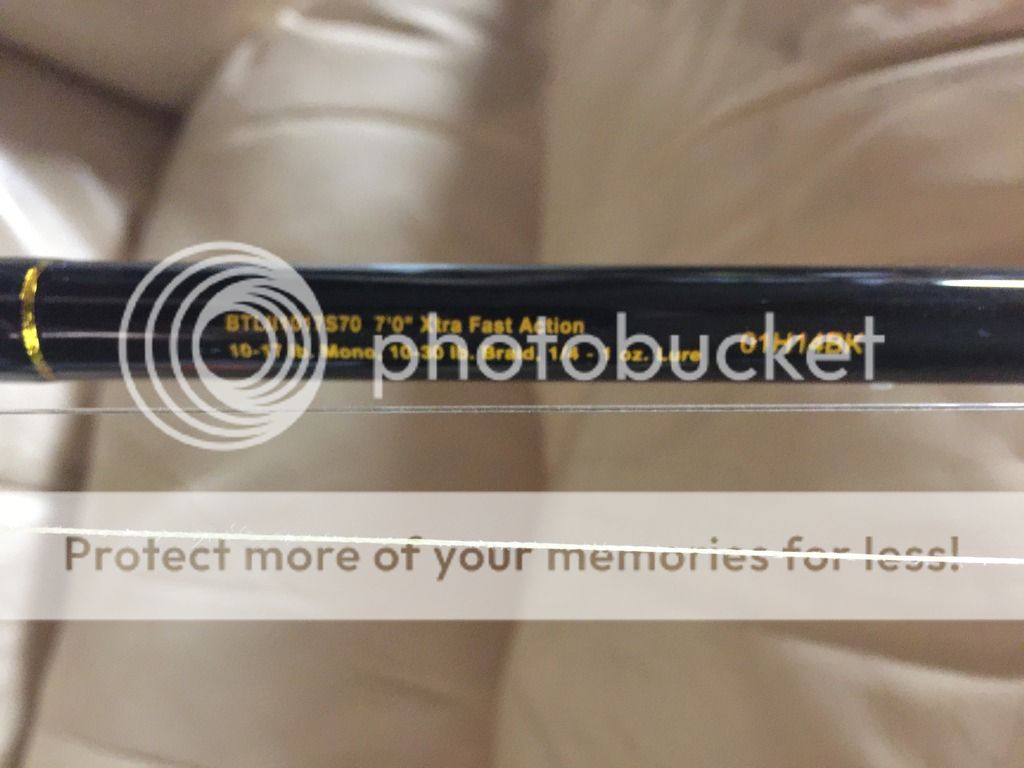 7'0" Xtra Fast Action
10-17 lb. Mono, 10-30 lb. Braid, 1/4 - 1 oz. Lure
01H14BK
photobucket
Protect more of your memories for less!